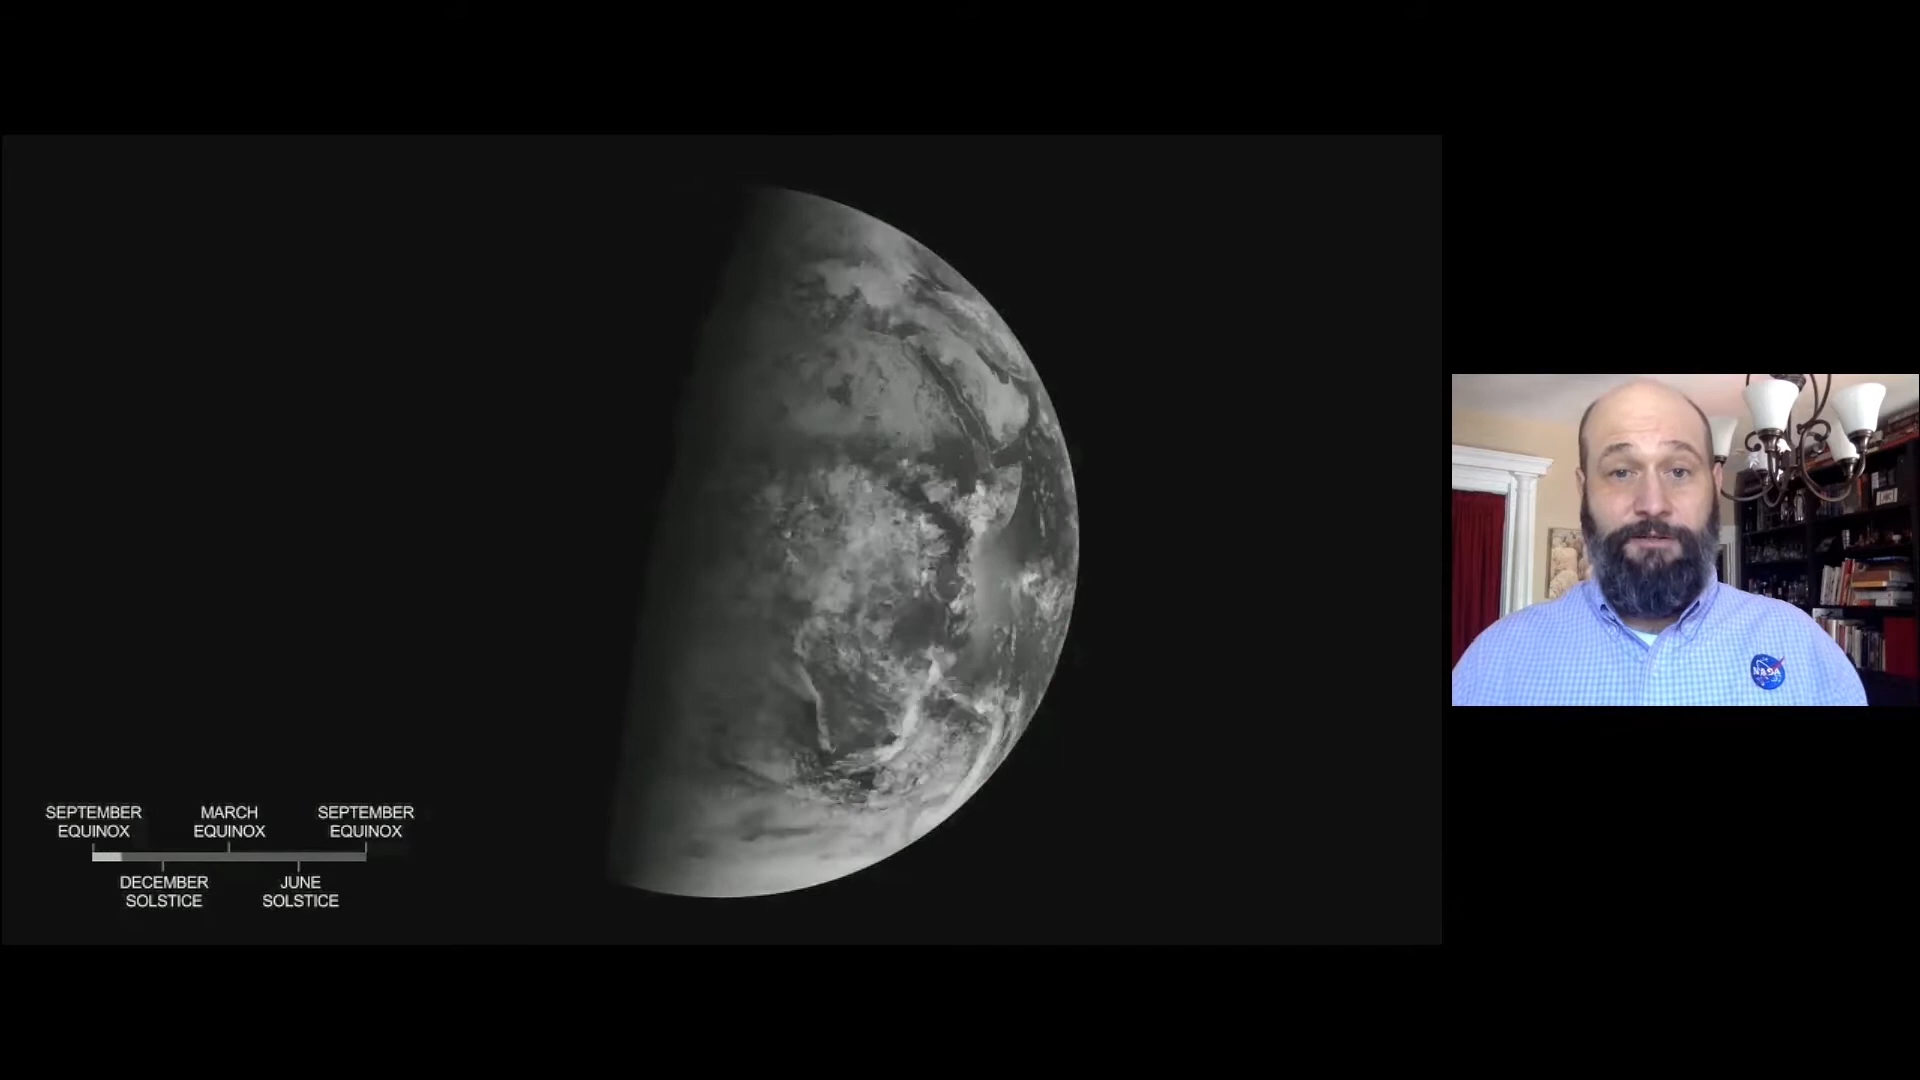 SEPTEMBER
EQUINOX
MARCH
EQUINOX
SEPTEMBER
EQUINOX
DECEMBER
SOLSTICE
JUNE
SOLSTICE
NASA